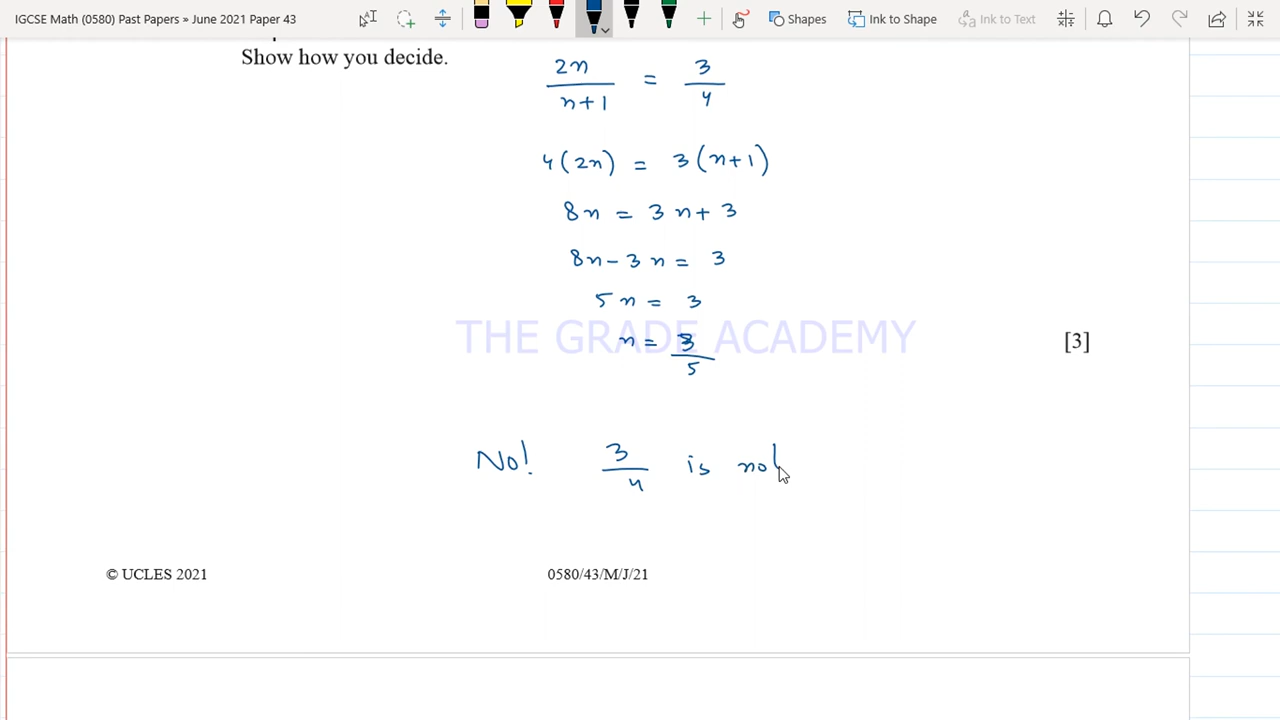 IGCSE Math (0580) Past Papers » June 2021 Paper 43
Shapes
Ink to Shape
Ink to Text
Show how you decide.
2n/(n+1) = 3/4
4(2n) = 3(n+1)
8n = 3n+3
8n-3n = 3
5n = 3
THE GRADE ACADEMY
n = 3/5
[3]
No! 3/4 is not
© UCLES 2021
0580/43/M/J/21